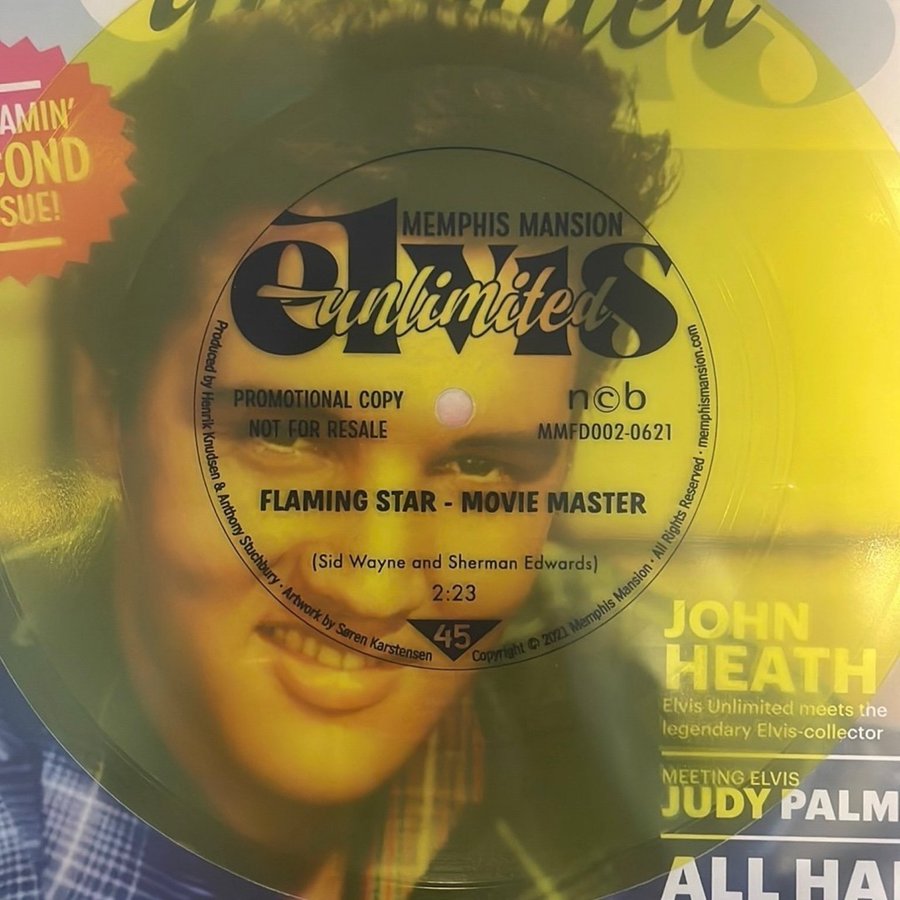 unlimited
AMIN'
COND
SUE!
MEMPHIS MANSION
elvis
unlimited
PROMOTIONAL COPY
NOT FOR RESALE
n©b
MMFD002-0621
FLAMING STAR - MOVIE MASTER
(Sid Wayne and Sherman Edwards)
2:23
45
Produced by Henrik Knudsen & Anthony Stuchbury · Artwork by Søren Karstensen
Copyright © 2021 Memphis Mansion · All Rights Reserved · memphismansion.com
JOHN
HEATH
Elvis Unlimited meets the
legendary Elvis-collector
MEETING ELVIS
JUDY PALM
ALL HA